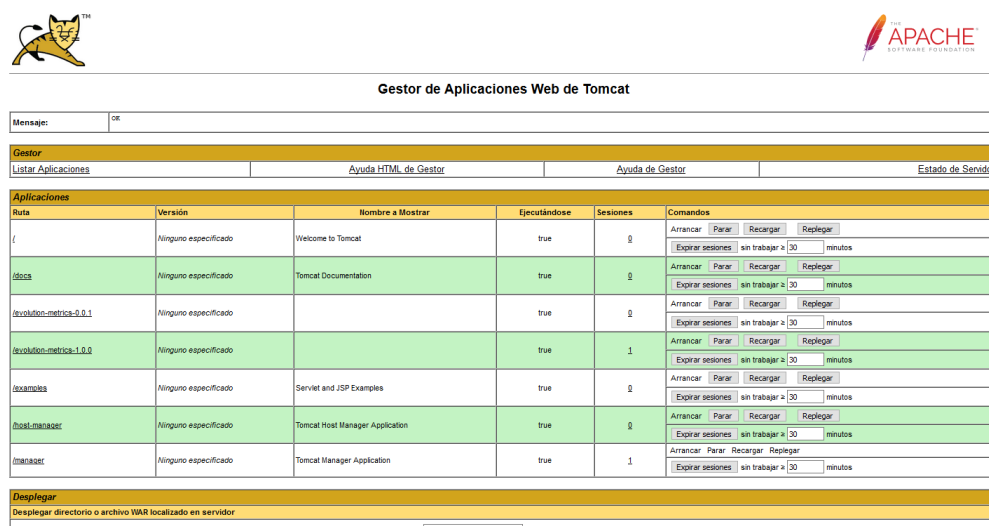 TM
THE
APACHE
SOFTWARE FOUNDATION
Gestor de Aplicaciones Web de Tomcat
Mensaje: OK
Gestor
Listar Aplicaciones Ayuda HTML de Gestor Ayuda de Gestor Estado de Servido
Aplicaciones
Ruta Versión Nombre a Mostrar Ejecutándose Sesiones Comandos
/ Ninguno especificado Welcome to Tomcat true 0 Arrancar Parar Recargar Replegar
Expirar sesiones sin trabajar ≥ 30 minutos
/docs Ninguno especificado Tomcat Documentation true 0 Arrancar Parar Recargar Replegar
Expirar sesiones sin trabajar ≥ 30 minutos
/evolution-metrics-0.0.1 Ninguno especificado true 0 Arrancar Parar Recargar Replegar
Expirar sesiones sin trabajar ≥ 30 minutos
/evolution-metrics-1.0.0 Ninguno especificado true 1 Arrancar Parar Recargar Replegar
Expirar sesiones sin trabajar ≥ 30 minutos
/examples Ninguno especificado Servlet and JSP Examples true 0 Arrancar Parar Recargar Replegar
Expirar sesiones sin trabajar ≥ 30 minutos
/host-manager Ninguno especificado Tomcat Host Manager Application true 0 Arrancar Parar Recargar Replegar
Expirar sesiones sin trabajar ≥ 30 minutos
/manager Ninguno especificado Tomcat Manager Application true 1 Arrancar Parar Recargar Replegar
Expirar sesiones sin trabajar ≥ 30 minutos
Desplegar
Desplegar directorio o archivo WAR localizado en servidor